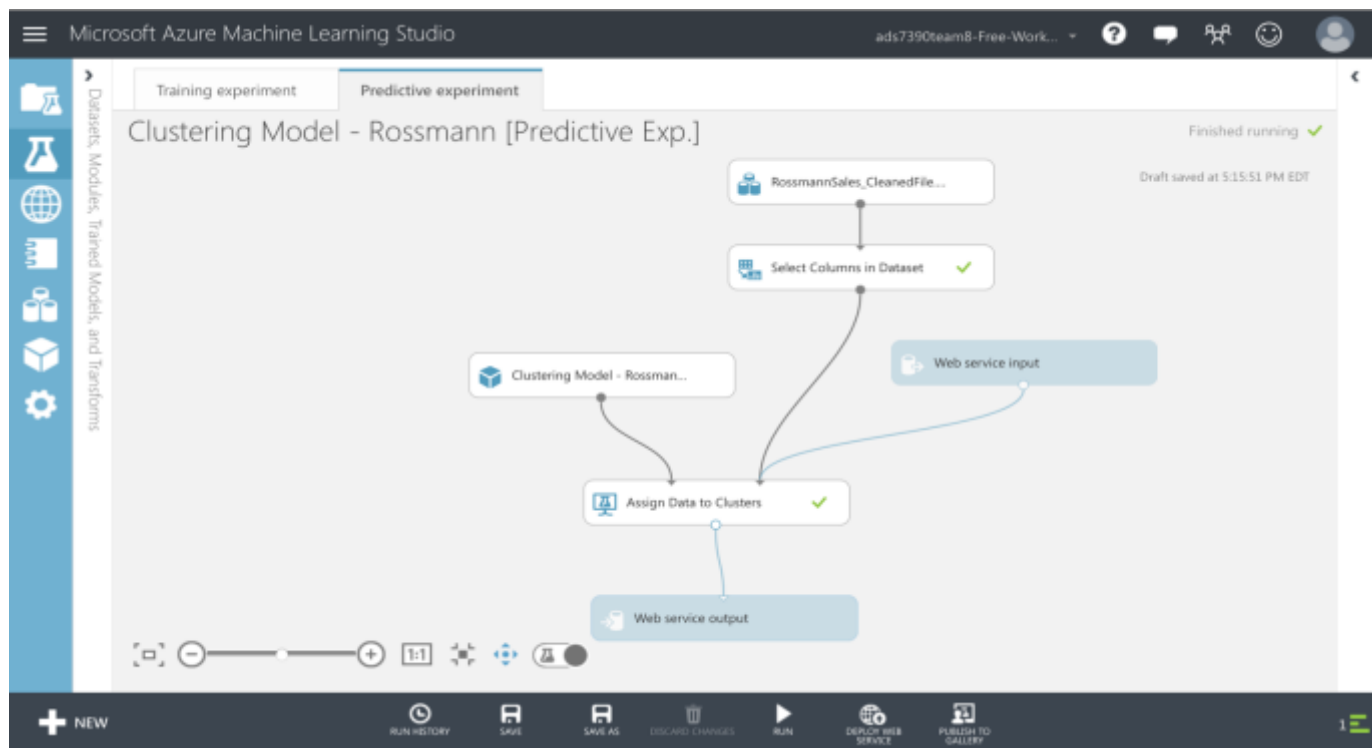 Microsoft Azure Machine Learning Studio
ads7390team8-Free-Work...
?
Datasets, Modules, Trained Models, and Transforms
Training experiment
Predictive experiment
Clustering Model - Rossmann [Predictive Exp.]
Finished running
Draft saved at 5:15:51 PM EDT
RossmannSales_CleanedFile...
Select Columns in Dataset
Web service input
Clustering Model - Rossman...
Assign Data to Clusters
Web service output
1:1
NEW
RUN HISTORY
SAVE
SAVE AS
DISCARD CHANGES
RUN
DEPLOY WEB
SERVICE
PUBLISH TO
GALLERY
1